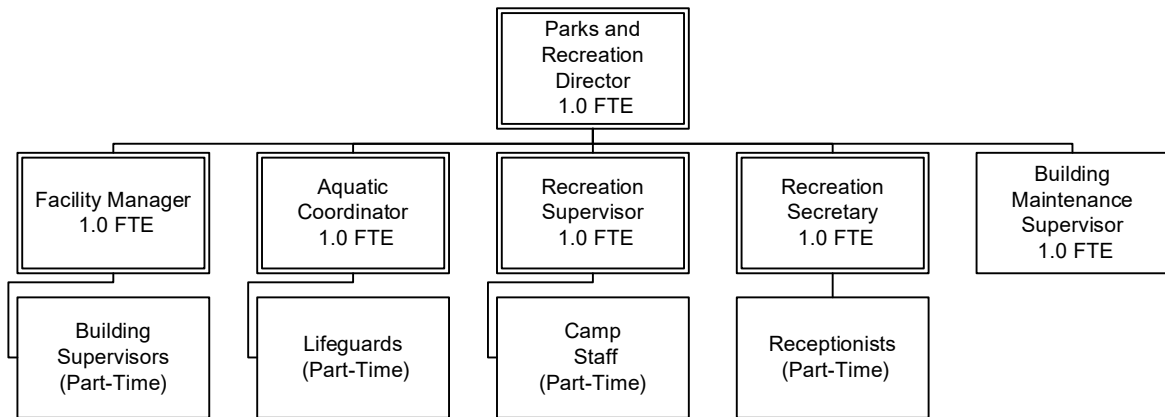 Parks and
Recreation
Director
1.0 FTE
Facility Manager
1.0 FTE
Aquatic
Coordinator
1.0 FTE
Recreation
Supervisor
1.0 FTE
Recreation
Secretary
1.0 FTE
Building
Maintenance
Supervisor
1.0 FTE
Building
Supervisors
(Part-Time)
Lifeguards
(Part-Time)
Camp
Staff
(Part-Time)
Receptionists
(Part-Time)